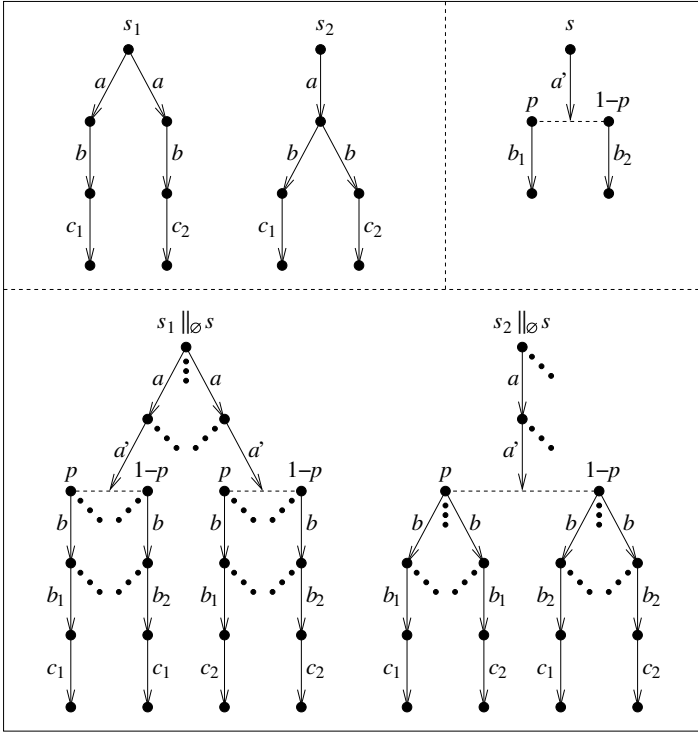 s₁ s₂ s
a a a a’
p 1−p
b b b b b₁ b₂
c₁ c₂ c₁ c₂
s₁ ∥∅ s s₂ ∥∅ s
a a a
a’ a’ a’
p 1−p p 1−p p 1−p
b b b b b b b b
b₁ b₂ b₁ b₂ b₁ b₁ b₂ b₂
c₁ c₁ c₂ c₂ c₁ c₂ c₁ c₂